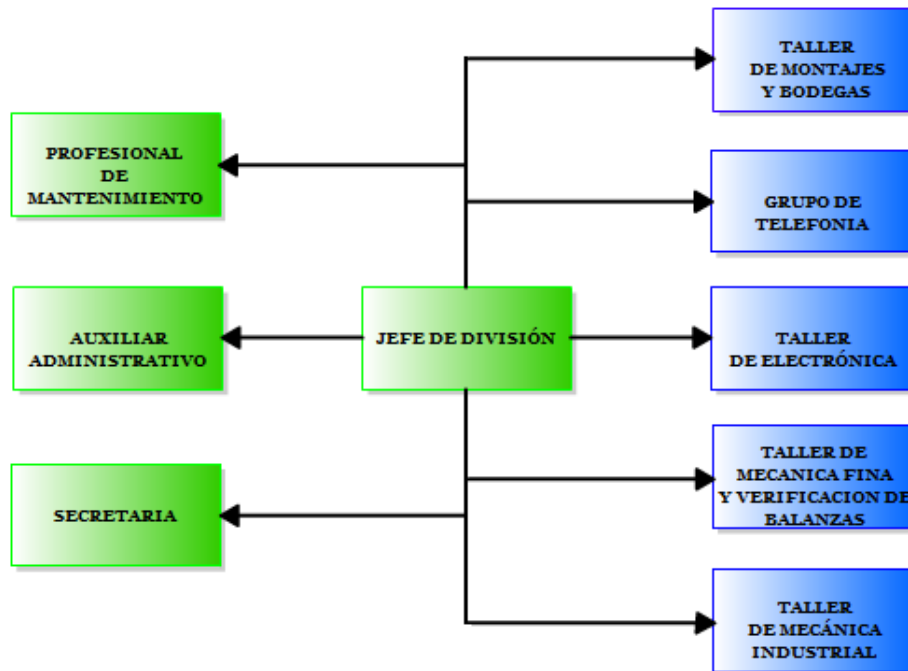 PROFESIONAL
DE
MANTENIMIENTO
AUXILIAR
ADMINISTRATIVO
SECRETARIA
JEFE DE DIVISIÓN
TALLER
DE MONTAJES
Y BODEGAS
GRUPO DE
TELEFONIA
TALLER
DE ELECTRÓNICA
TALLER DE
MECANICA FINA
Y VERIFICACION DE
BALANZAS
TALLER
DE MECÁNICA
INDUSTRIAL